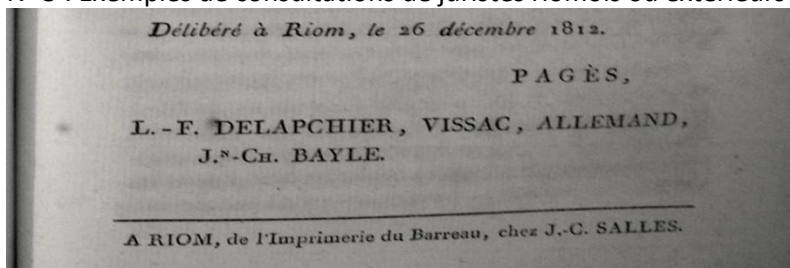 Délibéré à Riom, le 26 décembre 1812.
PAGÈS,
L.-F. DELAPCHIER, VISSAC, ALLEMAND,
J.ᴺ-CH. BAYLE.
A RIOM, de l'Imprimerie du Barreau, chez J.-C. SALLES.